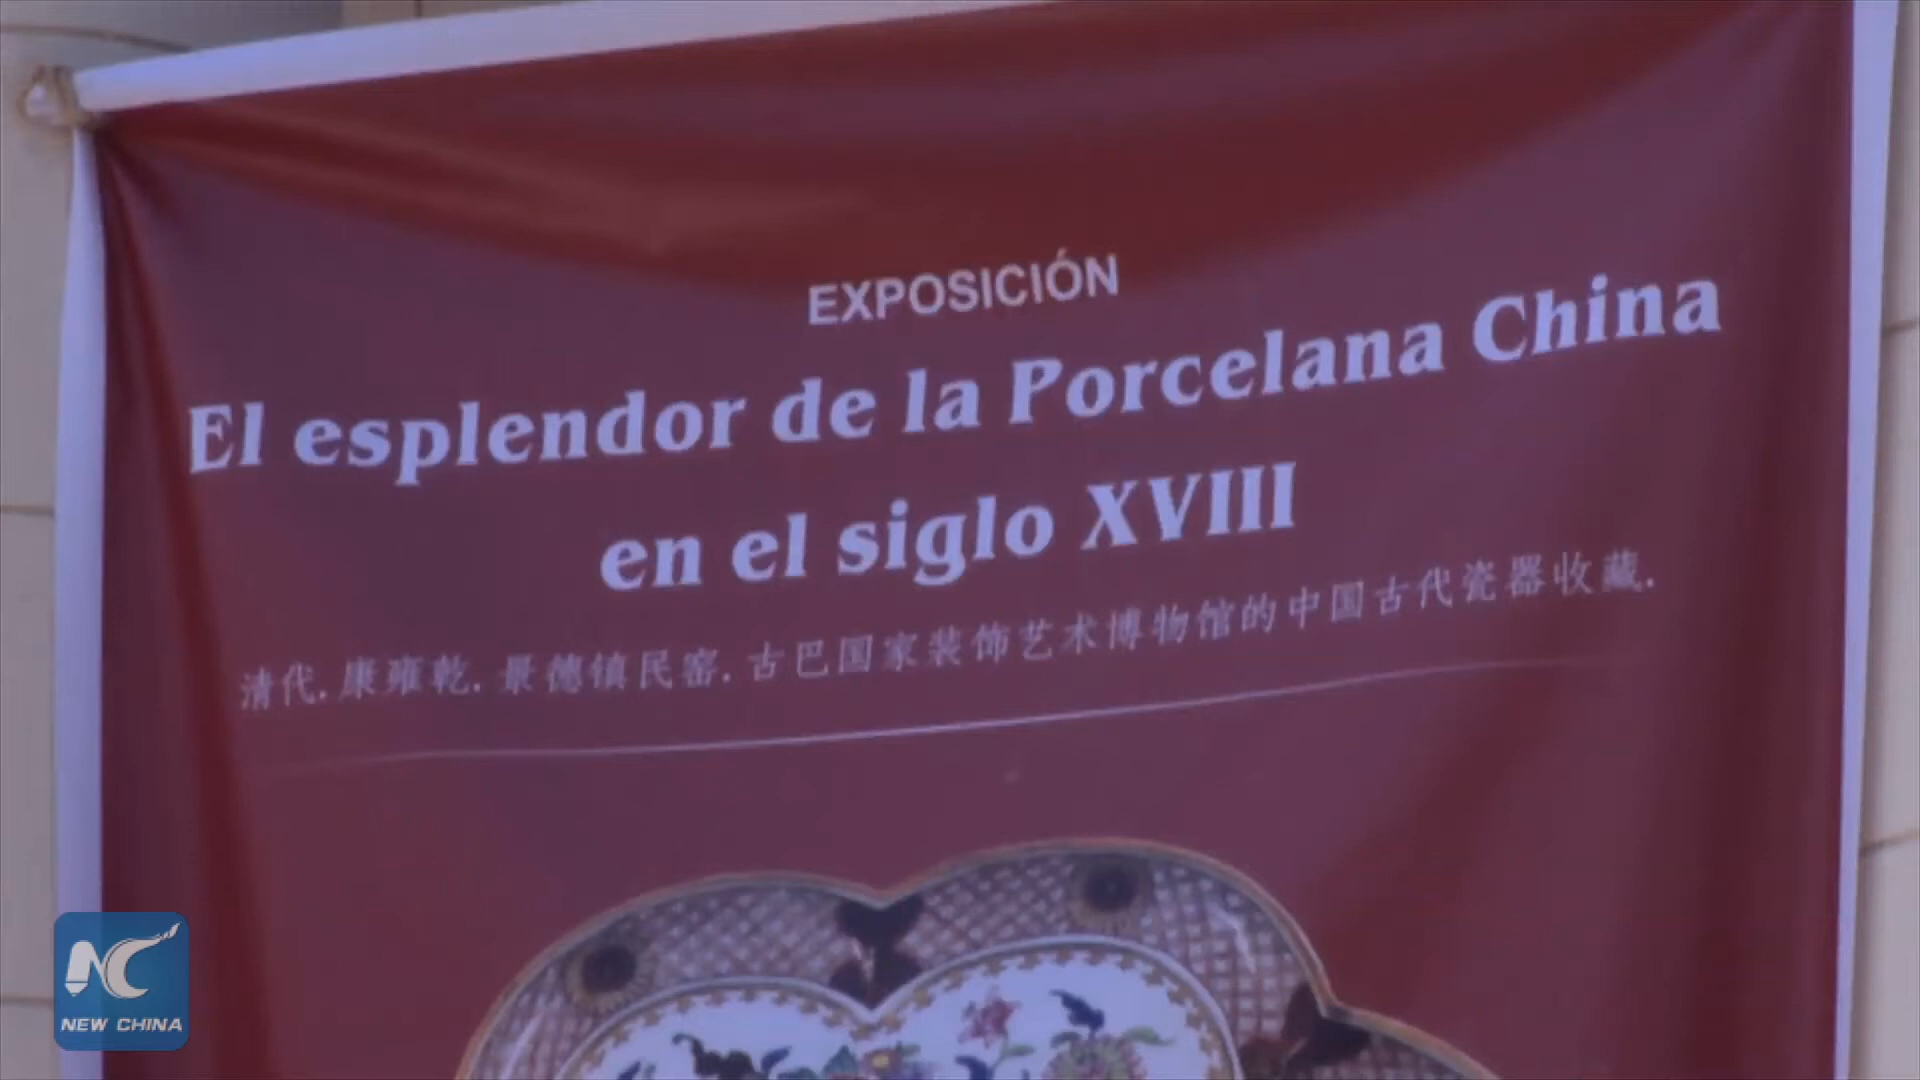 EXPOSICIÓN
El esplendor de la Porcelana China
en el siglo XVIII
清代.康雍乾.景德镇民窑.古巴国家装饰艺术博物馆的中国古代瓷器收藏.
NC
NEW CHINA